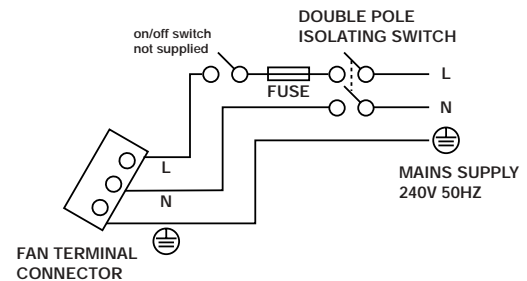 DOUBLE POLE
ISOLATING SWITCH
on/off switch
not supplied
L
FUSE
N
L
MAINS SUPPLY
240V 50HZ
N
FAN TERMINAL
CONNECTOR